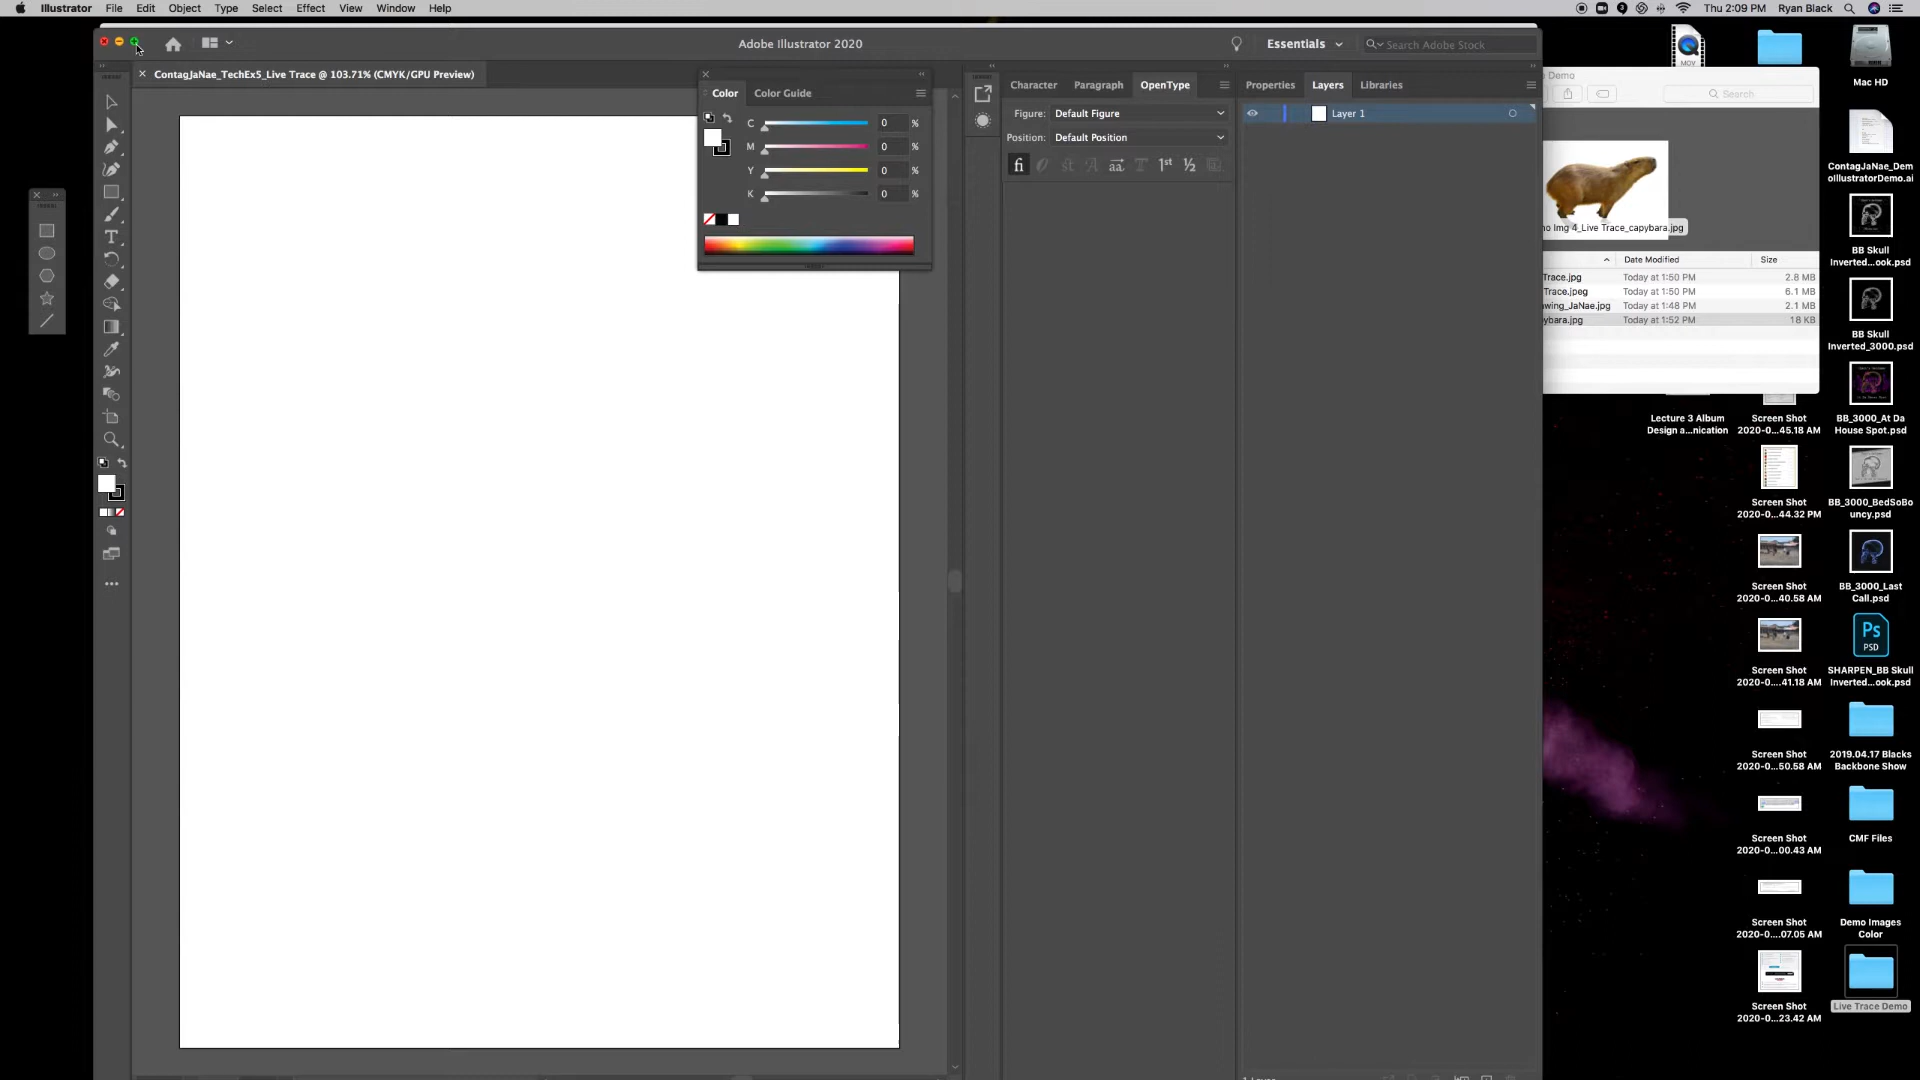 Illustrator File Edit Object Type Select Effect View Window Help
Thu 2:09 PM Ryan Black
Adobe Illustrator 2020
Essentials
Search Adobe Stock
ContagJaNae_TechEx5_Live Trace @ 103.71% (CMYK/GPU Preview)
Color Color Guide
C 0 %
M 0 %
Y 0 %
K 0 %
Character Paragraph OpenType
Figure: Default Figure
Position: Default Position
Properties Layers Libraries
Layer 1
Demo
Search
Img 4_Live Trace_capybara.jpg
Date Modified Size
Trace.jpg Today at 1:50 PM 2.8 MB
Trace.jpeg Today at 1:50 PM 6.1 MB
awing_JaNae.jpg Today at 1:48 PM 2.1 MB
ybara.jpg Today at 1:52 PM 18 KB
MOV
Lecture 3 Album
Design a...nication
Screen Shot
2020-0...45.18 AM
Screen Shot
2020-0...44.32 PM
Screen Shot
2020-0...40.58 AM
Screen Shot
2020-0....41.18 AM
Screen Shot
2020-0...50.58 AM
Screen Shot
2020-0...00.43 AM
Screen Shot
2020-0....07.05 AM
Screen Shot
2020-0...23.42 AM
Mac HD
ContagJaNae_Dem
oIllustratorDemo.ai
BB Skull
Inverted...ook.psd
BB Skull
Inverted_3000.psd
BB_3000_At Da
House Spot.psd
BB_3000_BedSoBo
uncy.psd
BB_3000_Last
Call.psd
Ps
PSD
SHARPEN_BB Skull
Inverted...ook.psd
2019.04.17 Blacks
Backbone Show
CMF Files
Demo Images
Color
Live Trace Demo